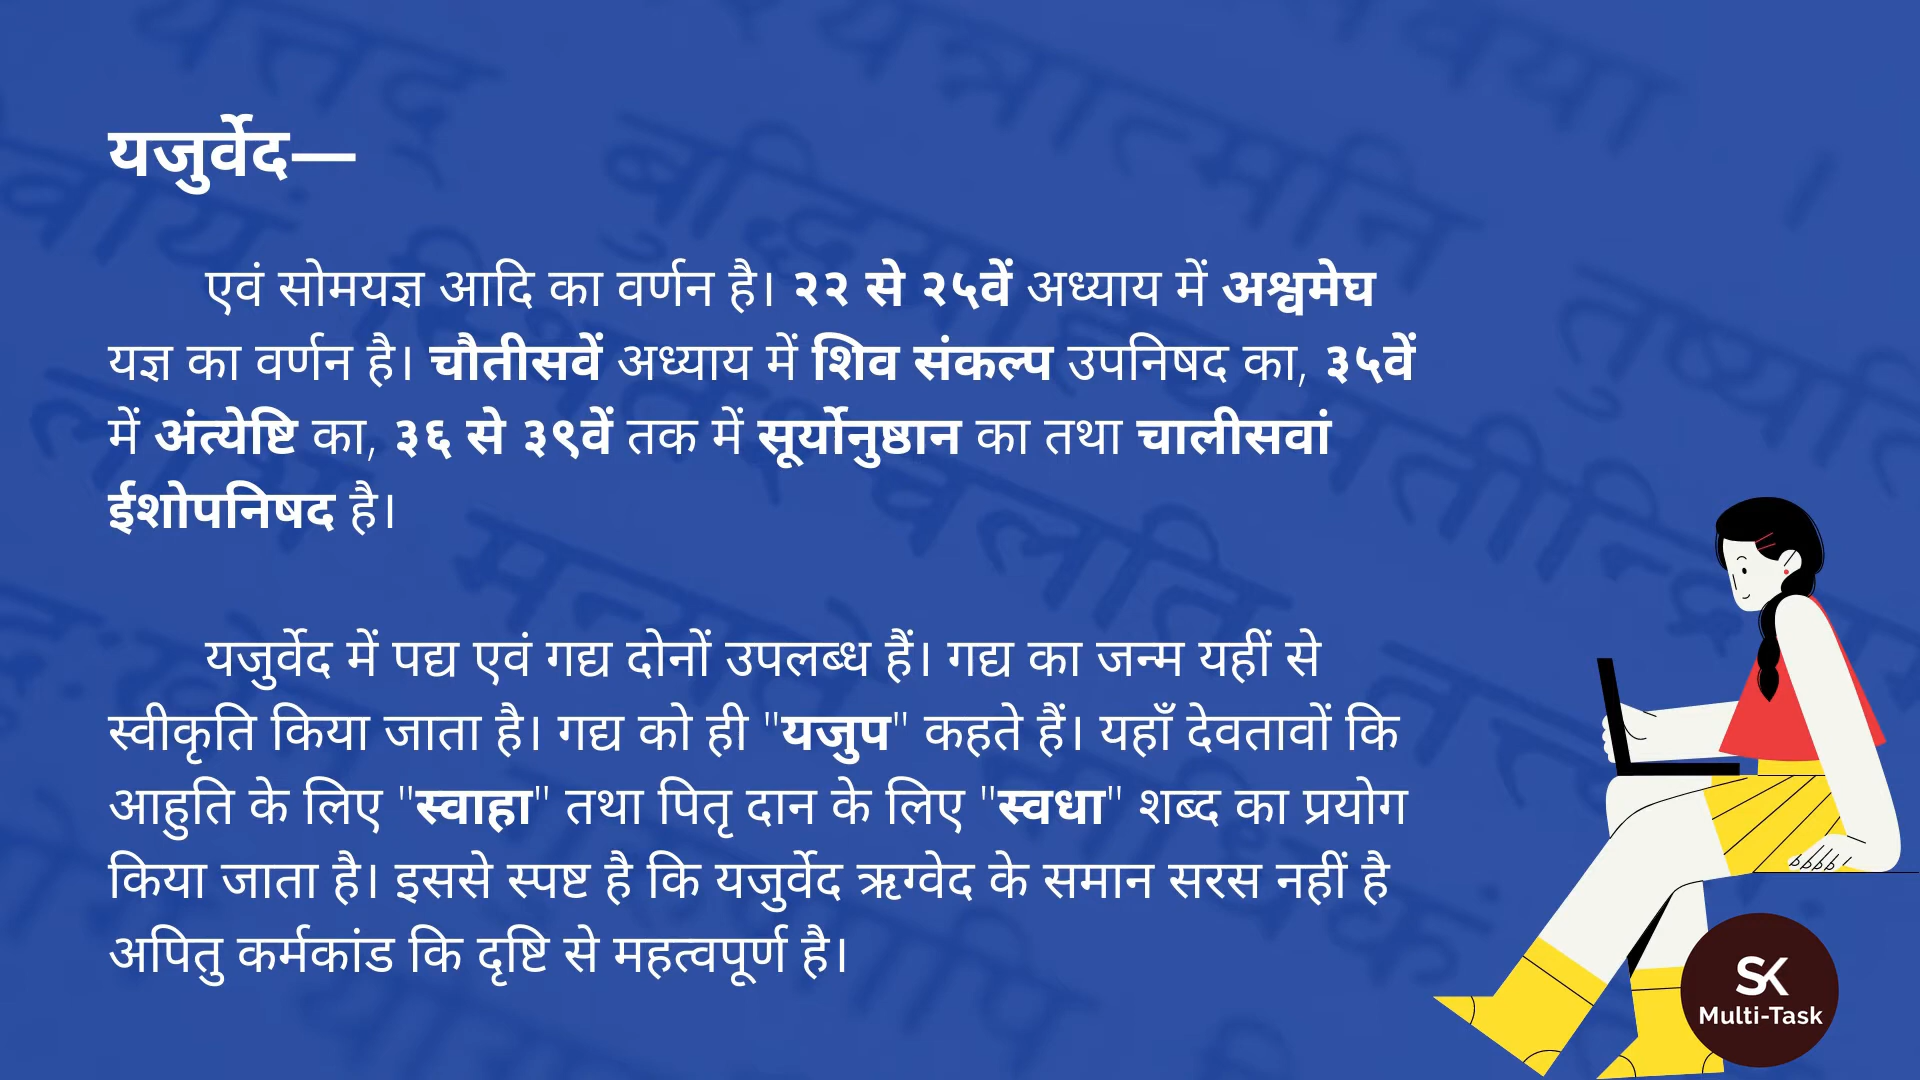 यजुर्वेद—
एवं सोमयज्ञ आदि का वर्णन है। २२ से २५वें अध्याय में अश्वमेघ
यज्ञ का वर्णन है। चौतीसवें अध्याय में शिव संकल्प उपनिषद का, ३५वें
में अंत्येष्टि का, ३६ से ३९वें तक में सूर्योनुष्ठान का तथा चालीसवां
ईशोपनिषद है।
यजुर्वेद में पद्य एवं गद्य दोनों उपलब्ध हैं। गद्य का जन्म यहीं से
स्वीकृति किया जाता है। गद्य को ही "यजुप" कहते हैं। यहाँ देवतावों कि
आहुति के लिए "स्वाहा" तथा पितृ दान के लिए "स्वधा" शब्द का प्रयोग
किया जाता है। इससे स्पष्ट है कि यजुर्वेद ऋग्वेद के समान सरस नहीं है
अपितु कर्मकांड कि दृष्टि से महत्वपूर्ण है।
SK
Multi-Task